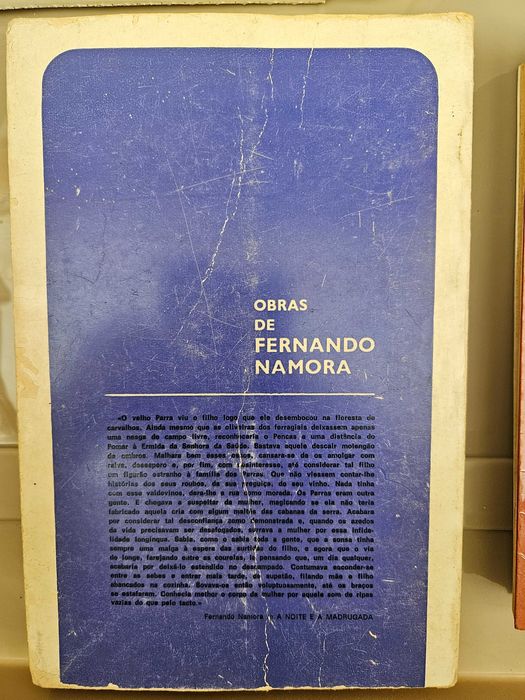 OBRAS
DE
FERNANDO
NAMORA
«O velho Parra viu o filho logo que ele desembocou na floresta de
carvalhos. Ainda mesmo que as oliveiras dos ferragiais deixassem apenas
uma nesga do campo livre, reconheceria o Pencas a uma distância do
Pomar à Ermida da Senhora da Saúde. Bastava aquele descair molengão
de ombros. Malhara bem esses ossos, cansara-se de os amolgar com
raiva, desespero e, por fim, com desinteresse, até considerar tal filho
um figurão estranho à família dos Parras. Que não viessem contar-lhe
histórias dos seus roubos, da sua preguiça, do seu vinho. Nada tinha
com esse valdovinos, dera-lhe a rua como morada. Os Parras eram outra
gente. E chegava a suspeitar da mulher, magicando se ela não teria
fabricado aquela cria com algum maltês das cabanas da serra. Acabara
por considerar tal desconfiança como demonstrada e, quando os azedos
da vida precisavam ser desafogados, sovava a mulher por essa infide-
lidade longínqua. Sabia, como o sabia toda a gente, que a sonsa tinha
sempre uma malga à espera das surtidas do filho, e agora que o via
de longe, farejando entre os courelas, ia pensando que, um dia qualquer,
acabaria por deixá-lo estendido no descampado. Costumava esconder-se
entre as sebes e entrar mais tarde, de supetão, filando mãe e filho
abancados na cozinha. Sovava-os então voluptuosamente, até os braços
se estafarem. Conhecia melhor o corpo da mulher por aquele som de ripas
vazias do que pelo tacto.»
Fernando Namora in A NOITE E A MADRUGADA